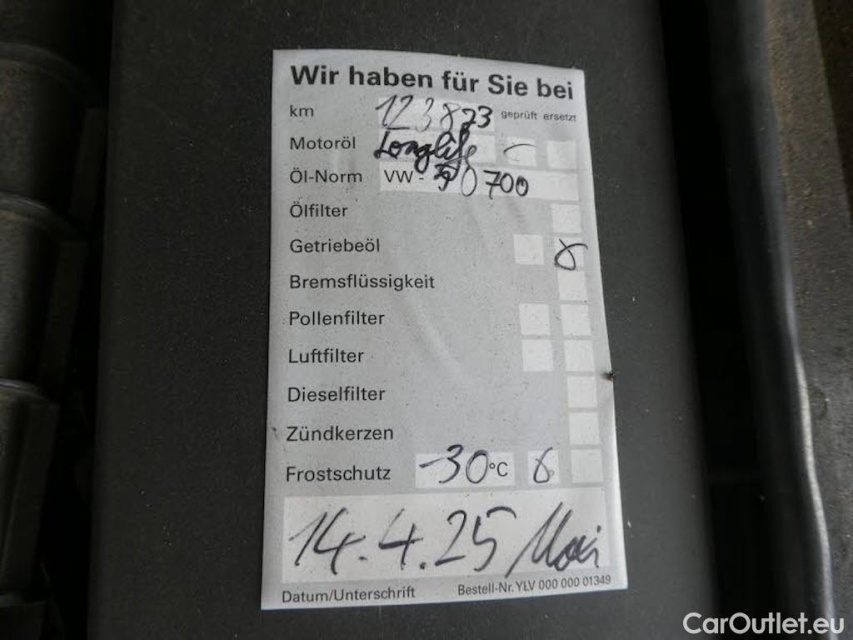 Wir haben für Sie bei
km 123873 geprüft ersetzt
Motoröl Longlife -
Öl-Norm VW - 700
Ölfilter
Getriebeöl
Bremsflüssigkeit
Pollenfilter
Luftfilter
Dieselfilter
Zündkerzen
Frostschutz -30°C
14.4.25
Datum/Unterschrift Bestell-Nr. YLV 000 000 01349
CarOutlet.eu